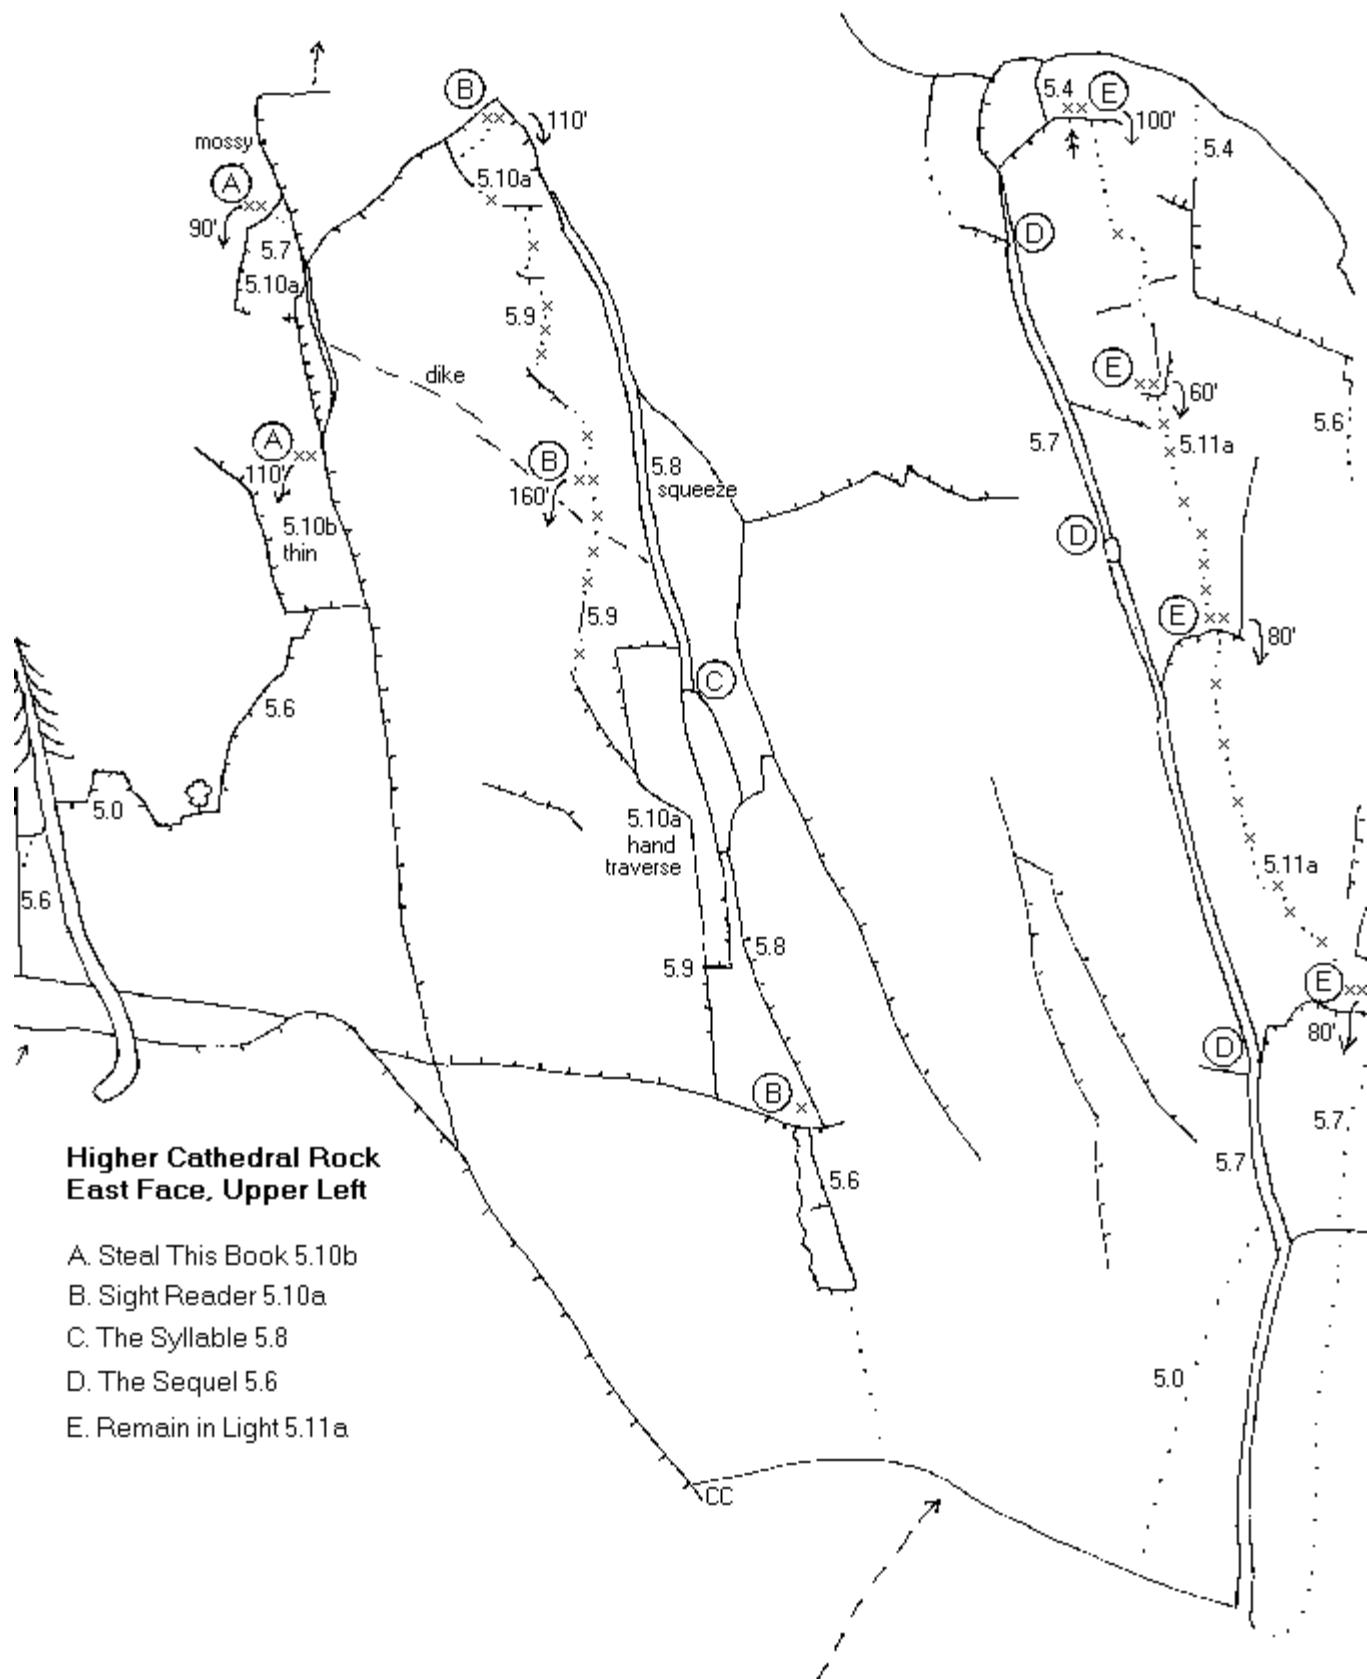 B
110'
5.4
E
100'
mossy
5.4
A
5.10a
90'
5.7
D
5.10a
5.9
E
dike
60'
5.6
A
5.7
5.11a
B
5.8
squeeze
110'
160'
5.10b
thin
D
5.9
E
80'
C
5.6
5.0
5.10a
hand
traverse
5.11a
5.6
5.8
5.9
E
80'
D
B
5.7
Higher Cathedral Rock
East Face, Upper Left
5.7
5.6
A. Steal This Book 5.10b
B. Sight Reader 5.10a
C. The Syllable 5.8
D. The Sequel 5.6
E. Remain in Light 5.11a
5.0
CC